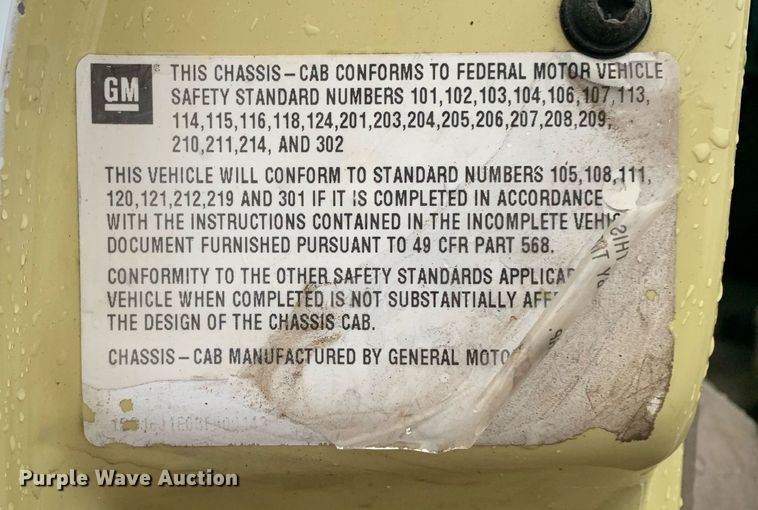 GM
THIS CHASSIS-CAB CONFORMS TO FEDERAL MOTOR VEHICLE
SAFETY STANDARD NUMBERS 101,102,103,104,106,107,113,
114,115,116,118,124,201,203,204,205,206,207,208,209,
210,211,214, AND 302
THIS VEHICLE WILL CONFORM TO STANDARD NUMBERS 105,108,111,
120,121,212,219 AND 301 IF IT IS COMPLETED IN ACCORDANCE
WITH THE INSTRUCTIONS CONTAINED IN THE INCOMPLETE VEHIC
DOCUMENT FURNISHED PURSUANT TO 49 CFR PART 568.
CONFORMITY TO THE OTHER SAFETY STANDARDS APPLICAB
VEHICLE WHEN COMPLETED IS NOT SUBSTANTIALLY AFF
THE DESIGN OF THE CHASSIS CAB.
CHASSIS-CAB MANUFACTURED BY GENERAL MOTO
Purple Wave Auction